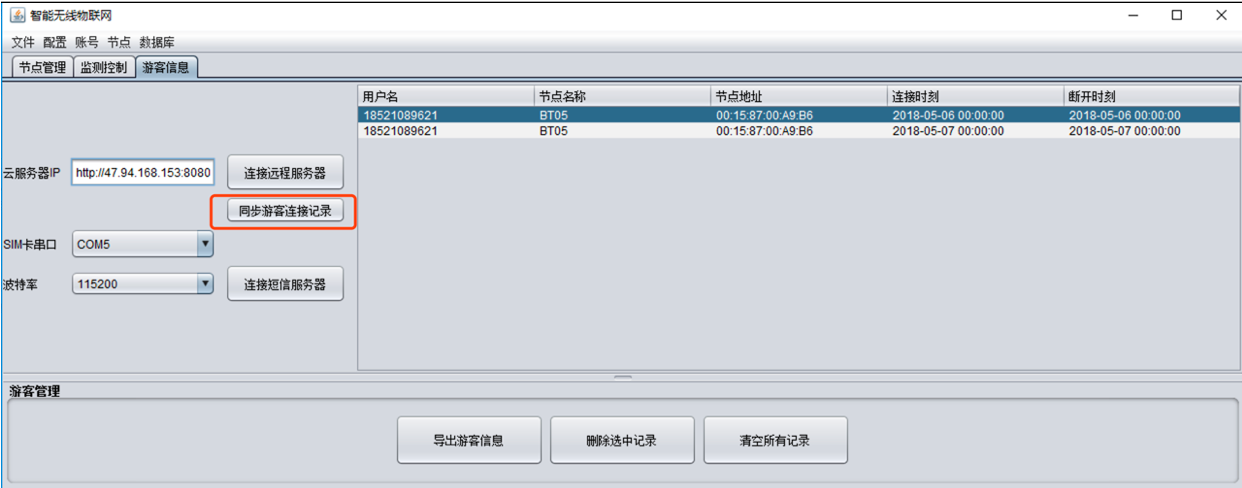 智能无线物联网
文件 配置 账号 节点 数据库
节点管理 监测控制 游客信息
用户名 节点名称 节点地址 连接时刻 断开时刻
18521089621 BT05 00:15:87:00:A9:B6 2018-05-06 00:00:00 2018-05-06 00:00:00
18521089621 BT05 00:15:87:00:A9:B6 2018-05-07 00:00:00 2018-05-07 00:00:00
云服务器IP http://47.94.168.153:8080 连接远程服务器
同步游客连接记录
SIM卡串口 COM5
波特率 115200 连接短信服务器
游客管理
导出游客信息 删除选中记录 清空所有记录